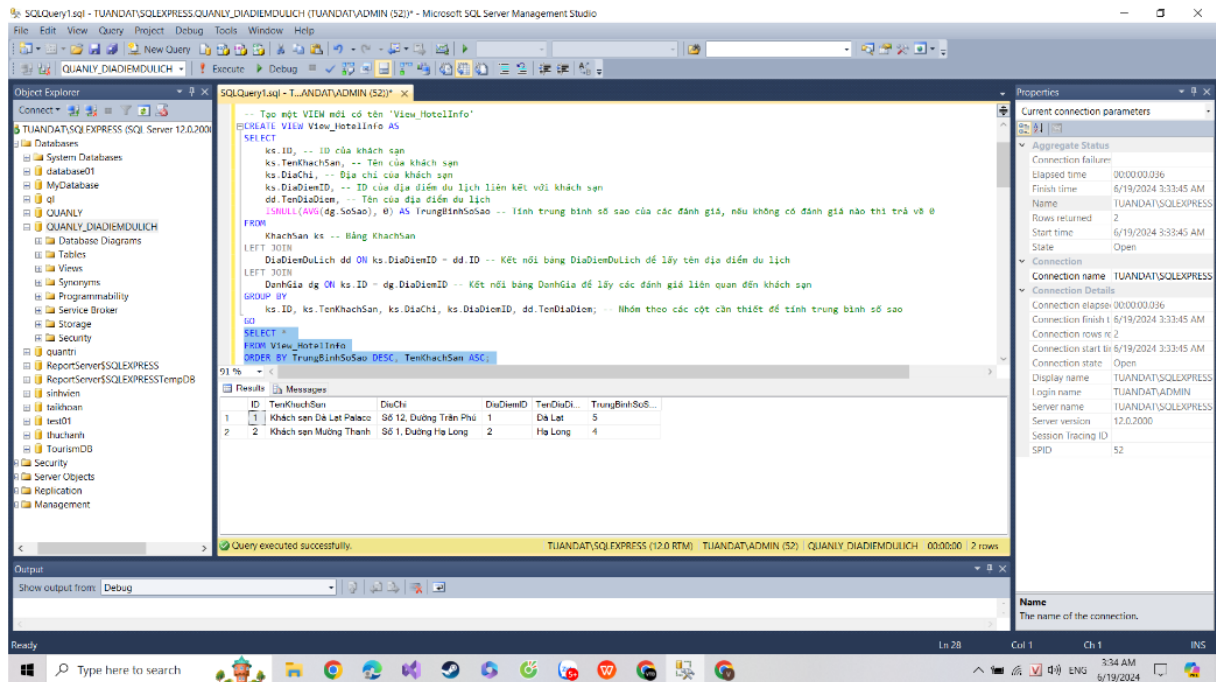 SQLQuery1.sql - TUANDAT\SQLEXPRESS.QUANLY_DIADIEMDULICH (TUANDAT\ADMIN (52))* - Microsoft SQL Server Management Studio
File Edit View Query Project Debug Tools Window Help
New Query
QUANLY_DIADIEMDULICH
Execute Debug
Object Explorer
Connect
TUANDAT\SQLEXPRESS (SQL Server 12.0.200
Databases
System Databases
database01
MyDatabase
ql
QUANLY
QUANLY_DIADIEMDULICH
Database Diagrams
Tables
Views
Synonyms
Programmability
Service Broker
Storage
Security
quantri
ReportServer$SQLEXPRESS
ReportServer$SQLEXPRESSTempDB
sinhvien
taikhoan
test01
thuchanh
TourismDB
Security
Server Objects
Replication
Management
SQLQuery1.sql - T...ANDAT\ADMIN (52))*
-- Tạo một VIEW mới có tên 'View_HotelInfo'
CREATE VIEW View_HotelInfo AS
SELECT
ks.ID, -- ID của khách sạn
ks.TenKhachSan, -- Tên của khách sạn
ks.DiaChi, -- Địa chỉ của khách sạn
ks.DiaDiemID, -- ID của địa điểm du lịch liên kết với khách sạn
dd.TenDiaDiem, -- Tên của địa điểm du lịch
ISNULL(AVG(dg.SoSao), 0) AS TrungBinhSoSao -- Tính trung bình số sao của các đánh giá, nếu không có đánh giá nào thì trả về 0
FROM
KhachSan ks -- Bảng KhachSan
LEFT JOIN
DiaDiemDuLich dd ON ks.DiaDiemID = dd.ID -- Kết nối bảng DiaDiemDuLich để lấy tên địa điểm du lịch
LEFT JOIN
DanhGia dg ON ks.ID = dg.DiaDiemID -- Kết nối bảng DanhGia để lấy các đánh giá liên quan đến khách sạn
GROUP BY
ks.ID, ks.TenKhachSan, ks.DiaChi, ks.DiaDiemID, dd.TenDiaDiem; -- Nhóm theo các cột cần thiết để tính trung bình số sao
GO
SELECT *
FROM View_HotelInfo
ORDER BY TrungBinhSoSao DESC, TenKhachSan ASC;
91 %
Results Messages
ID TenKhachSan DiaChi DiaDiemID TenDiaDi... TrungBinhSoS...
1 1 Khách sạn Đà Lạt Palace Số 12, Đường Trần Phú 1 Đà Lạt 5
2 2 Khách sạn Mường Thanh Số 1, Đường Hạ Long 2 Hạ Long 4
Query executed successfully.
TUANDAT\SQLEXPRESS (12.0 RTM) TUANDAT\ADMIN (52) QUANLY_DIADIEMDULICH 00:00:00 2 rows
Properties
Current connection parameters
Aggregate Status
Connection failures
Elapsed time 00:00:00.036
Finish time 6/19/2024 3:33:45 AM
Name TUANDAT\SQLEXPRESS
Rows returned 2
Start time 6/19/2024 3:33:45 AM
State Open
Connection
Connection name TUANDAT\SQLEXPRESS
Connection Details
Connection elapse 00:00:00.036
Connection finish t 6/19/2024 3:33:45 AM
Connection rows re 2
Connection start tir 6/19/2024 3:33:45 AM
Connection state Open
Display name TUANDAT\SQLEXPRESS
Login name TUANDAT\ADMIN
Server name TUANDAT\SQLEXPRESS
Server version 12.0.2000
Session Tracing ID
SPID 52
Name
The name of the connection.
Output
Show output from: Debug
Ready
Ln 28 Col 1 Ch 1 INS
Type here to search
ENG
3:34 AM
6/19/2024